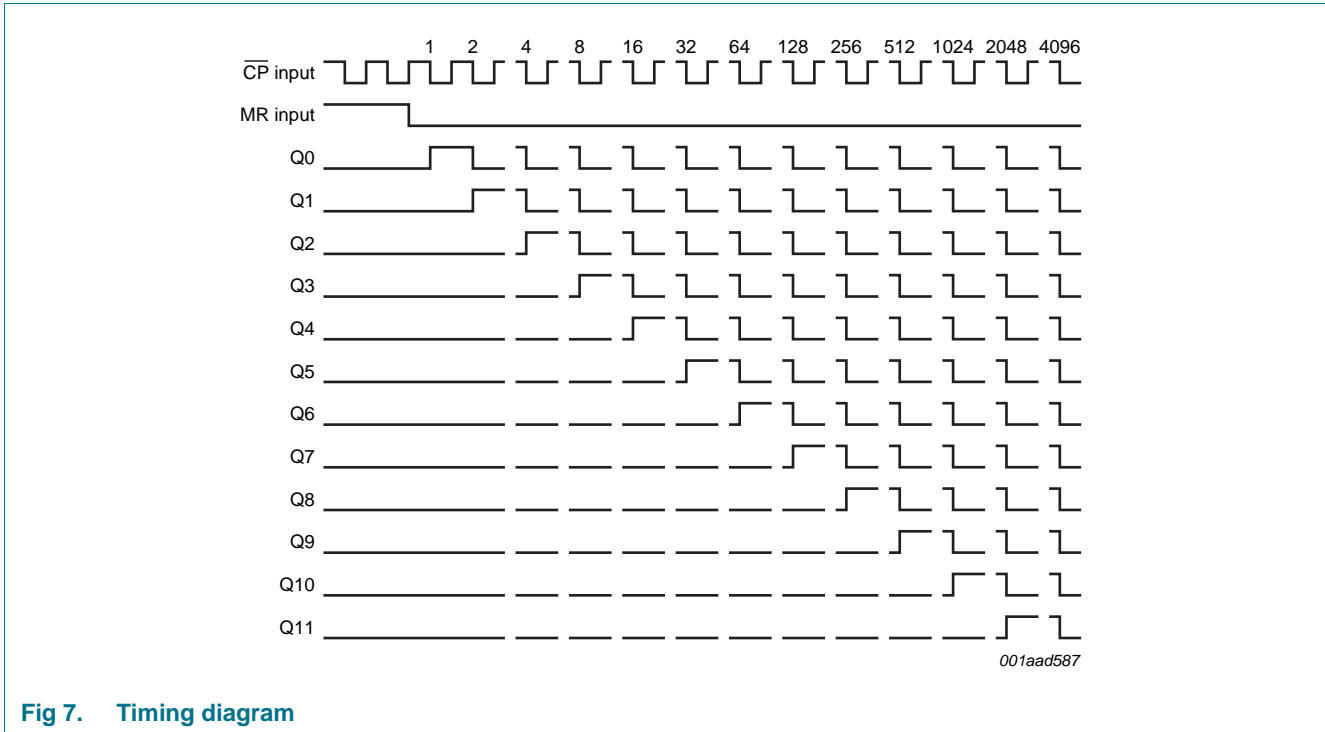 1 2 4 8 16 32 64 128 256 512 1024 2048 4096
CP input
MR input
Q0
Q1
Q2
Q3
Q4
Q5
Q6
Q7
Q8
Q9
Q10
Q11
001aad587
Fig 7. Timing diagram